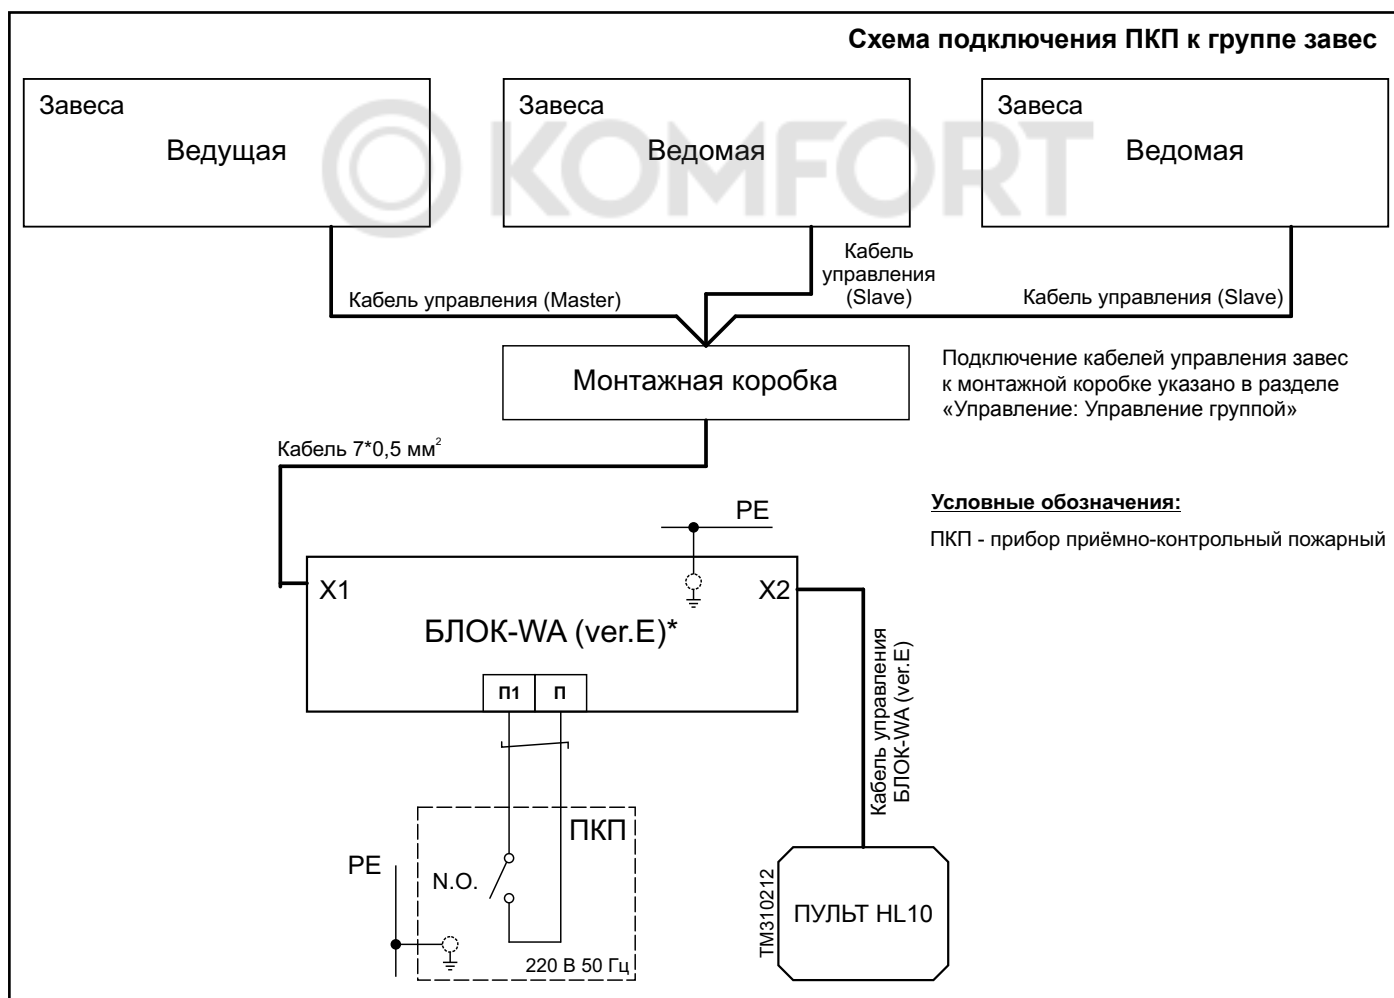 Схема подключения ПКП к группе завес
Завеса
Ведущая
Завеса
Ведомая
Завеса
Ведомая
KOMFORT
Кабель управления (Master)
Кабель
управления
(Slave)
Кабель управления (Slave)
Монтажная коробка
Подключение кабелей управления завес
к монтажной коробке указано в разделе
«Управление: Управление группой»
Кабель 7*0,5 мм²
Условные обозначения:
ПКП - прибор приёмно-контрольный пожарный
PE
X1
X2
БЛОК-WA (ver.E)*
П1
П
Кабель управления
БЛОК-WA (ver.E)
ПКП
PE
N.O.
220 В 50 Гц
TM310212
ПУЛЬТ HL10